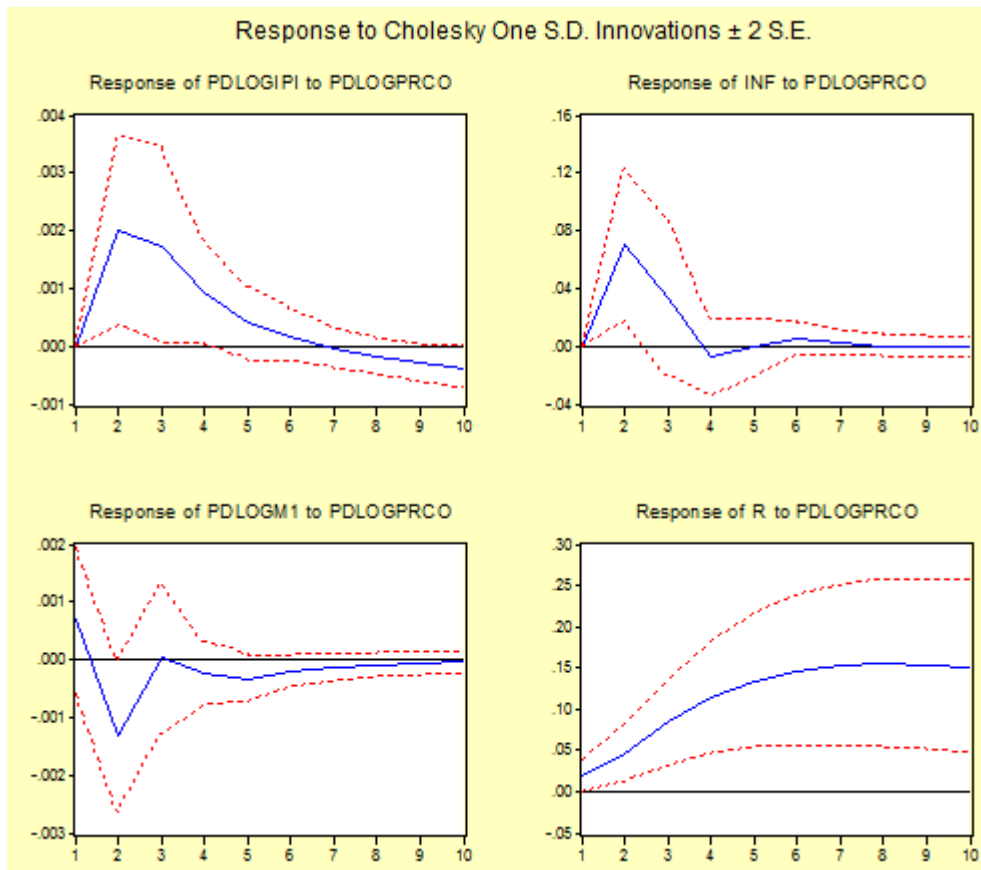 Response to Cholesky One S.D. Innovations ± 2 S.E.
Response of PDLOGIPI to PDLOGPRCO
.004
.003
.002
.001
.000
-.001
1 2 3 4 5 6 7 8 9 10
Response of INF to PDLOGPRCO
.16
.12
.08
.04
.00
-.04
1 2 3 4 5 6 7 8 9 10
Response of PDLOGM1 to PDLOGPRCO
.002
.001
.000
-.001
-.002
-.003
1 2 3 4 5 6 7 8 9 10
Response of R to PDLOGPRCO
.30
.25
.20
.15
.10
.05
.00
-.05
1 2 3 4 5 6 7 8 9 10